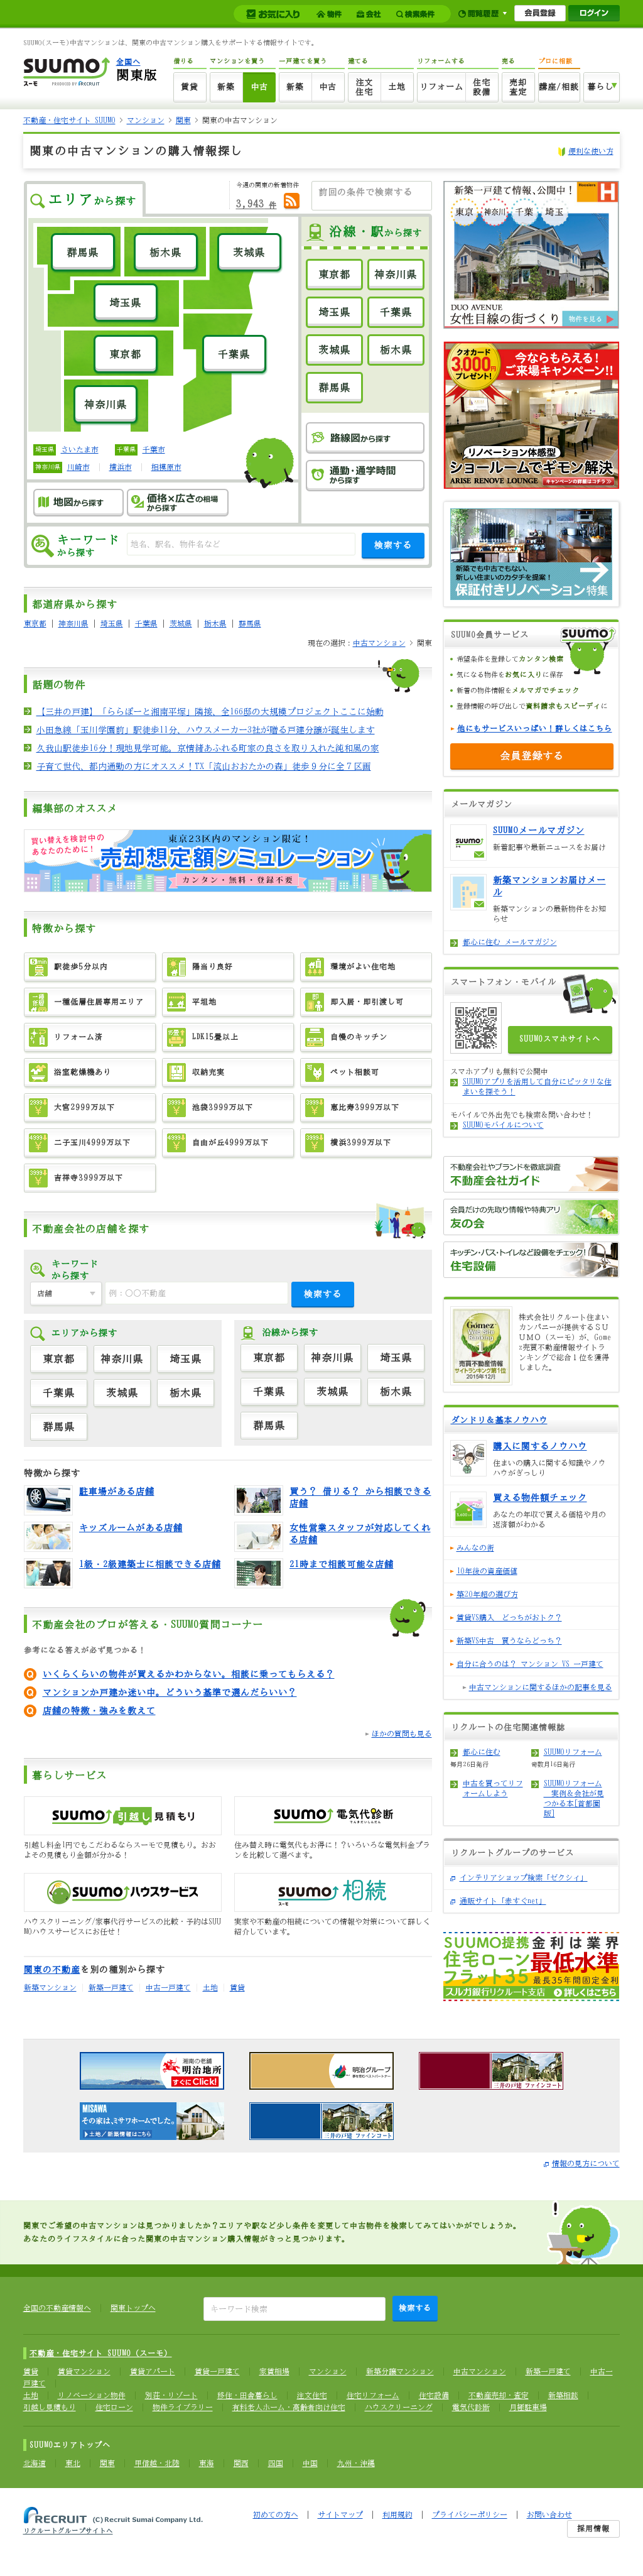 お気に入り 物件 会社 検索条件 閲覧履歴 会員登録 ログイン
SUUMO(スーモ)中古マンションは、関東の中古マンション購入をサポートする情報サイトです。
SUUMO
スーモ PRODUCED BY RECRUIT
全国へ
関東版
借りる マンションを買う 一戸建てを買う 建てる リフォームする 売る プロに相談
賃貸 新築 中古 新築 中古 注文住宅 土地 リフォーム 住宅設備 売却査定 講座/相談 暮らし
不動産・住宅サイト SUUMO > マンション > 関東 > 関東の中古マンション
関東の中古マンションの購入情報探し
便利な使い方
エリアから探す
今週の関東の新着物件
3,943 件
前回の条件で検索する
群馬県 栃木県 茨城県
埼玉県
東京都 千葉県
神奈川県
埼玉県 さいたま市 千葉県 千葉市
神奈川県 川崎市 横浜市 相模原市
地図から探す
価格×広さの相場から探す
沿線・駅から探す
東京都 神奈川県
埼玉県 千葉県
茨城県 栃木県
群馬県
路線図から探す
通勤・通学時間から探す
キーワードから探す
地名、駅名、物件名など
検索する
都道府県から探す
東京都 | 神奈川県 | 埼玉県 | 千葉県 | 茨城県 | 栃木県 | 群馬県
現在の選択:中古マンション > 関東
話題の物件
【三井の戸建】「ららぽーと湘南平塚」隣接、全166邸の大規模プロジェクトここに始動
小田急線「玉川学園前」駅徒歩11分、ハウスメーカー3社が贈る戸建分譲が誕生します
久我山駅徒歩16分!現地見学可能。京情緒あふれる町家の良さを取り入れた純和風の家
子育て世代、都内通勤の方にオススメ!TX「流山おおたかの森」徒歩9分に全7区画
編集部のオススメ
買い替えを検討中の
あなたのために!
東京23区内のマンション限定!
売却想定額シミュレーション
カンタン・無料・登録不要
特徴から探す
駅徒歩5分以内 陽当り良好 環境がよい住宅地
一種低層住居専用エリア 平坦地 即入居・即引渡し可
リフォーム済 LDK15畳以上 自慢のキッチン
浴室乾燥機あり 収納充実 ペット相談可
大宮2999万以下 池袋3999万以下 恵比寿3999万以下
二子玉川4999万以下 自由が丘4999万以下 横浜3999万以下
吉祥寺3999万以下
不動産会社の店舗を探す
キーワードから探す
店舗 例:〇〇不動産 検索する
エリアから探す
東京都 神奈川県 埼玉県
千葉県 茨城県 栃木県
群馬県
沿線から探す
東京都 神奈川県 埼玉県
千葉県 茨城県 栃木県
群馬県
特徴から探す
駐車場がある店舗
買う? 借りる? から相談できる店舗
キッズルームがある店舗
女性営業スタッフが対応してくれる店舗
1級・2級建築士に相談できる店舗
21時まで相談可能な店舗
不動産会社のプロが答える・SUUMO質問コーナー
参考になる答えが必ず見つかる!
いくらくらいの物件が買えるかわからない。相談に乗ってもらえる?
マンションか戸建か迷い中。どういう基準で選んだらいい?
店舗の特徴・強みを教えて
ほかの質問も見る
暮らしサービス
SUUMO引越し見積もり
引越し料金1円でもこだわるならスーモで見積もり。おおよその見積もり金額が分かる!
SUUMO電気代診断
住み替え時に電気代もお得に!?いろいろな電気料金プランを比較して選べます。
SUUMOハウスサービス
ハウスクリーニング/家事代行サービスの比較・予約はSUUMOハウスサービスにお任せ!
SUUMO相続
実家や不動産の相続についての情報や対策について詳しく紹介しています。
関東の不動産を別の種別から探す
新築マンション 新築一戸建て 中古一戸建て 土地 賃貸
新築一戸建て情報、公開中!
東京 神奈川 千葉 埼玉
DUO AVENUE
女性目線の街づくり
物件を見る
クオカード3,000円プレゼント!
今ならもらえる!
ご来場キャンペーン!!
リノベーション体感型
ショールームでギモン解決
ARISE RENOVE LOUNGE キャンペーンの詳細はコチラ
新築でも中古でもない、
新しい住まいのカタチを提案!
保証付きリノベーション特集
SUUMO会員サービス
希望条件を登録してカンタン検索
気になる物件をお気に入りに保存
新着の物件情報をメルマガでチェック
登録情報の呼び出しで資料請求もスピーディに
他にもサービスいっぱい!詳しくはこちら
会員登録する
メールマガジン
SUUMOメールマガジン
新着記事や最新ニュースをお届け
新築マンションお届けメール
新築マンションの最新物件をお知らせ
都心に住む メールマガジン
スマートフォン・モバイル
SUUMOスマホサイトへ
スマホアプリも無料で公開中
SUUMOアプリを活用して自分にピッタリな住まいを探そう!
モバイルで外出先でも検索&問い合わせ!
SUUMOモバイルについて
不動産会社やブランドを徹底調査
不動産会社ガイド
会員だけの先取り情報や特典アリ
友の会
キッチン・バス・トイレなど設備をチェック!
住宅設備
Gomez
売買不動産情報
サイトランキング第1位
2015年12月
株式会社リクルート住まいカンパニーが提供するSUUMO(スーモ)が、Gomez売買不動産情報サイトランキングで総合1位を獲得しました。
ダンドリ&基本ノウハウ
購入に関するノウハウ
住まいの購入に関する知識やノウハウがぎっしり
買える物件額チェック
あなたの年収で買える価格や月の返済額がわかる
みんなの街
10年後の資産価値
築20年超の選び方
賃貸VS購入 どっちがおトク?
新築VS中古 買うならどっち?
自分に合うのは? マンション VS 一戸建て
中古マンションに関するほかの記事を見る
リクルートの住宅関連情報誌
都心に住む
毎月26日発行
SUUMOリフォーム
奇数月16日発行
中古を買ってリフォームしよう
SUUMOリフォーム 実例&会社が見つかる本[首都圏版]
リクルートグループのサービス
インテリアショップ検索「ゼクシィ」
通販サイト「赤すぐnet」
SUUMO提携 金利は業界
住宅ローン フラット35 最低水準
最長35年間固定金利
スルガ銀行リクルート支店 詳しくはこちら
湘南の老舗 明治地所 すぐにClick!
明治グループ
三井の戸建 ファインコート
MISAWA
その家は、ミサワホームでした。
土地/新築情報はこちら
三井の戸建 ファインコート
情報の見方について
関東でご希望の中古マンションは見つかりましたか?エリアや駅など少し条件を変更して中古物件を検索してみてはいかがでしょうか。
あなたのライフスタイルに合った関東の中古マンション購入情報がきっと見つかります。
全国の不動産情報へ 関東トップへ キーワード検索 検索する
不動産・住宅サイト SUUMO(スーモ)
賃貸 賃貸マンション 賃貸アパート 賃貸一戸建て 家賃相場 マンション 新築分譲マンション 中古マンション 新築一戸建て 中古一戸建て
土地 リノベーション物件 別荘・リゾート 移住・田舎暮らし 注文住宅 住宅リフォーム 住宅設備 不動産売却・査定 新築相談
引越し見積もり 住宅ローン 物件ライブラリー 有料老人ホーム・高齢者向け住宅 ハウスクリーニング 電気代診断 月極駐車場
SUUMOエリアトップへ
北海道 東北 関東 甲信越・北陸 東海 関西 四国 中国 九州・沖縄
RECRUIT (C)Recruit Sumai Company Ltd.
リクルートグループサイトへ
初めての方へ | サイトマップ | 利用規約 | プライバシーポリシー | お問い合わせ
採用情報